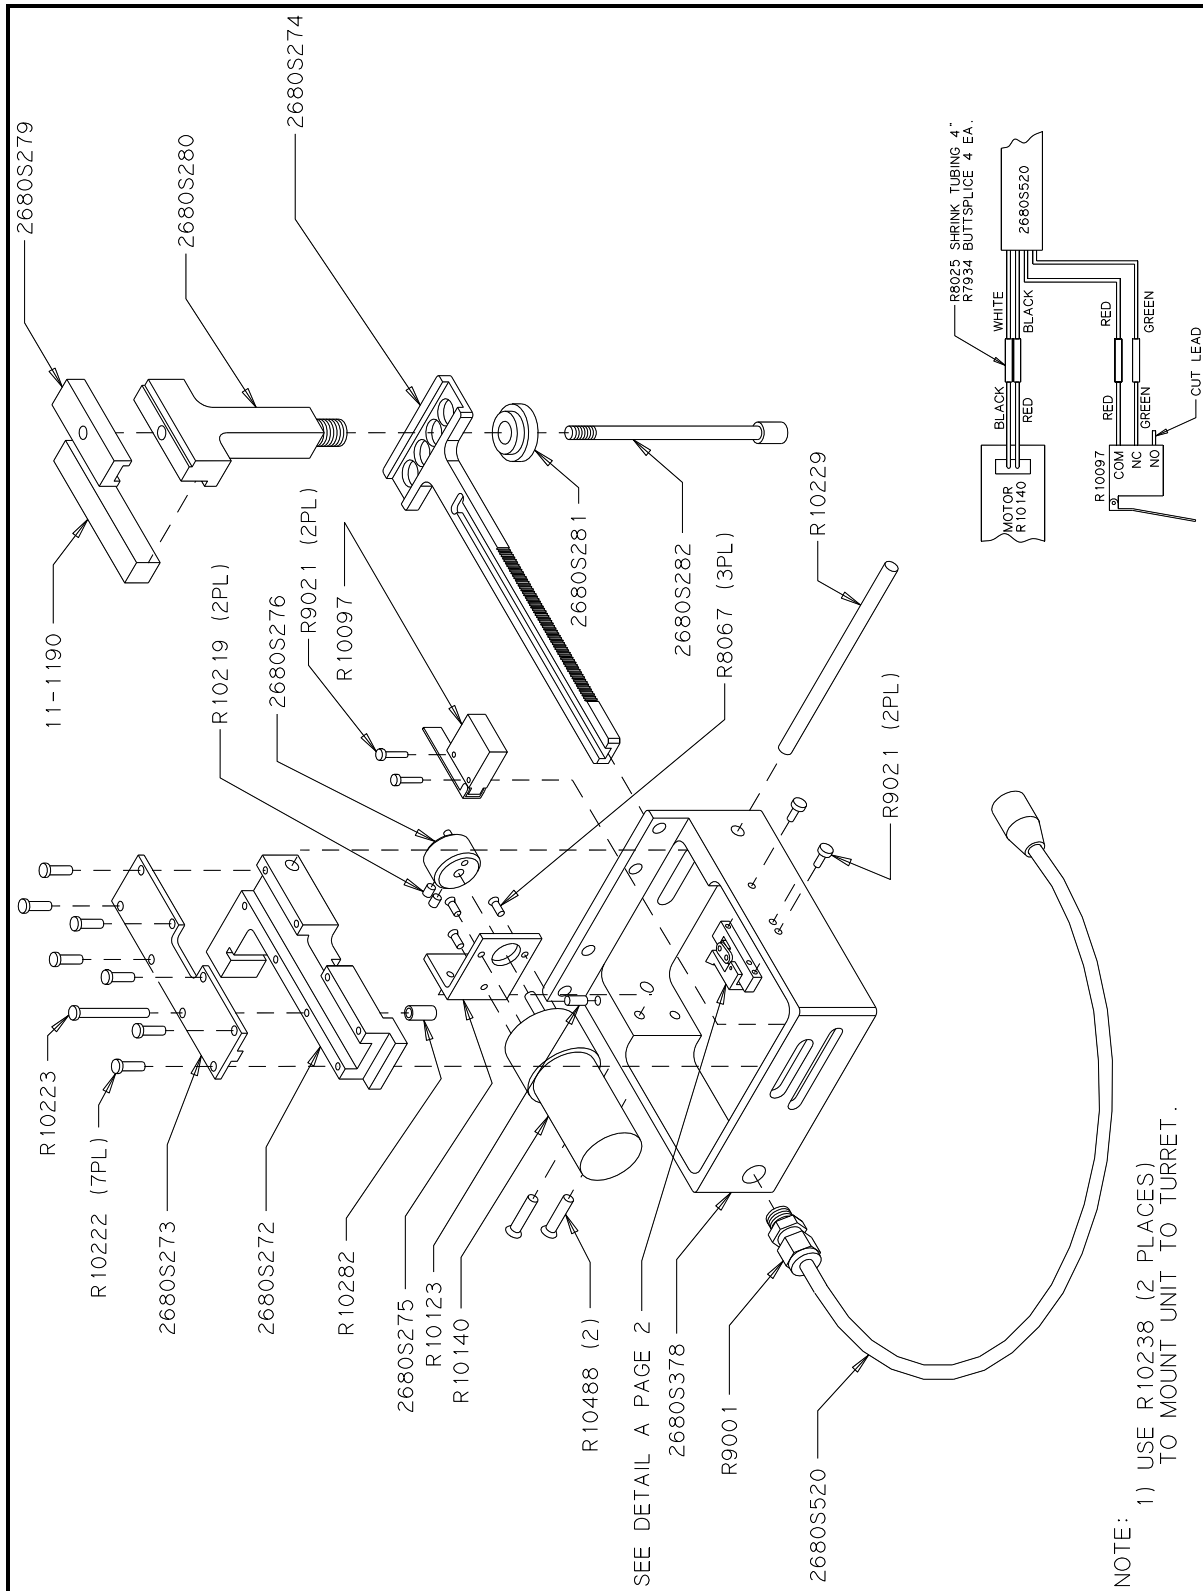 2680S279
2680S280
2680S274
11-1190
R10219 (2PL)
2680S276
R9021 (2PL)
R10097
2680S281
2680S282
R8067 (3PL)
R10229
R9021 (2PL)
R10223
R10222 (7PL)
2680S273
2680S272
R10282
2680S275
R10123
R10140
R10488 (2)
SEE DETAIL A PAGE 2
2680S378
R9001
2680S520
R8025 SHRINK TUBING 4"
R7934 BUTTSPLICE 4 EA.
2680S520
WHITE
BLACK
RED
GREEN
BLACK
RED
RED
GREEN
MOTOR
R10140
R10097
COM
NC
NO
CUT LEAD
NOTE:
1) USE R10238 (2 PLACES)
TO MOUNT UNIT TO TURRET.